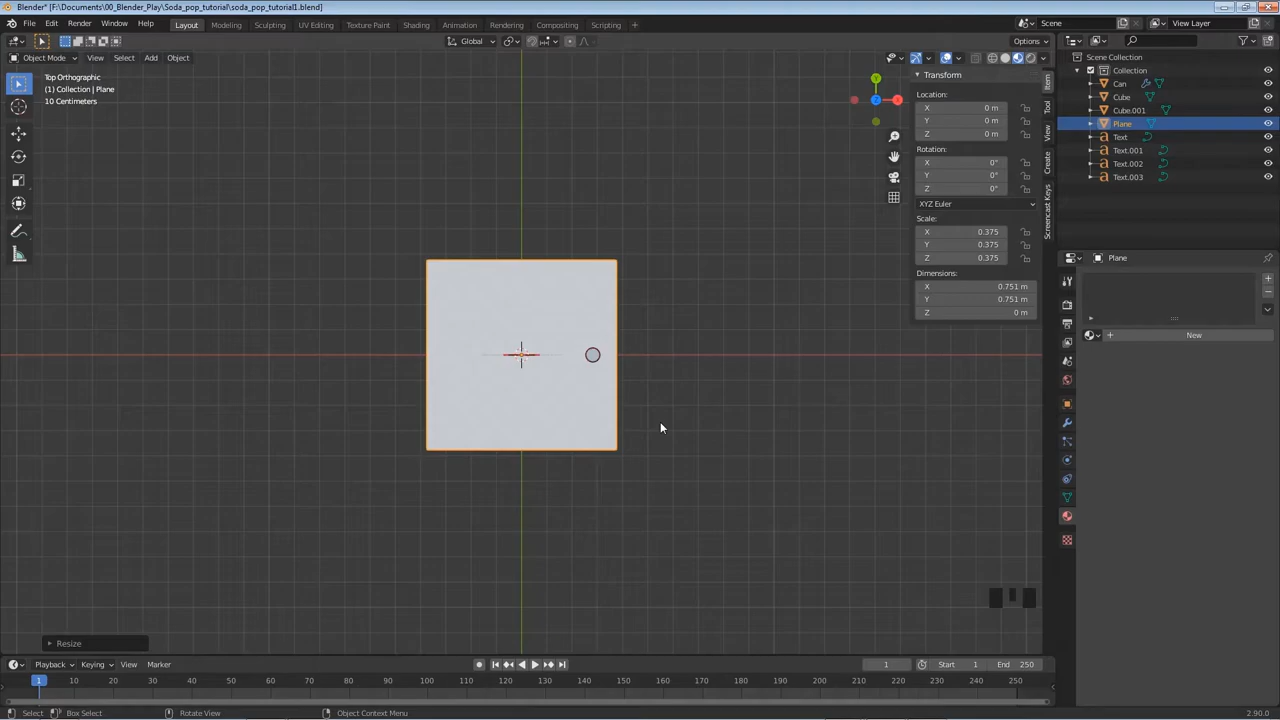 Blender* [F:\Documents\00_Blender_Play\Soda_pop_tutorial\soda_pop_tutorial1.blend]
File Edit Render Window Help Layout Modeling Sculpting UV Editing Texture Paint Shading Animation Rendering Compositing Scripting Scene View Layer
Global Options
Object Mode View Select Add Object
Top Orthographic
(1) Collection | Plane
10 Centimeters
Y
X
Z
Transform
Location:
X 0 m
Y 0 m
Z 0 m
Rotation:
X 0°
Y 0°
Z 0°
XYZ Euler
Scale:
X 0.375
Y 0.375
Z 0.375
Dimensions:
X 0.751 m
Y 0.751 m
Z 0 m
Item
Tool
View
Create
Screencast Keys
Scene Collection
Collection
Can
Cube
Cube.001
Plane
Text
Text.001
Text.002
Text.003
Plane
New
Resize
Playback Keying View Marker 1 Start 1 End 250
1 10 20 30 40 50 60 70 80 90 100 110 120 130 140 150 160 170 180 190 200 210 220 230 240 250
Select Box Select Rotate View Object Context Menu 2.90.0